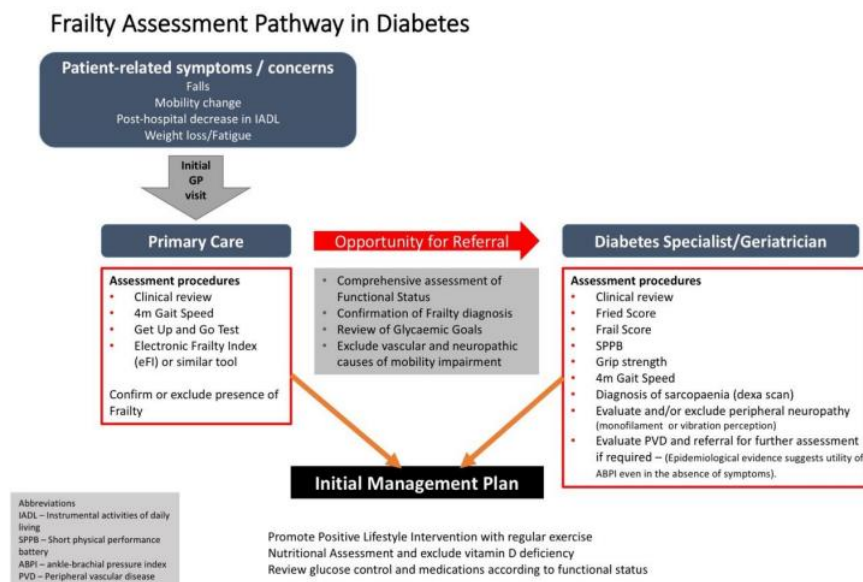 Frailty Assessment Pathway in Diabetes
Patient-related symptoms / concerns
Falls
Mobility change
Post-hospital decrease in IADL
Weight loss/Fatigue
Initial
GP
visit
Primary Care
Opportunity for Referral
Diabetes Specialist/Geriatrician
Assessment procedures
• Clinical review
• 4m Gait Speed
• Get Up and Go Test
• Electronic Frailty Index
(eFI) or similar tool
Confirm or exclude presence of
Frailty
• Comprehensive assessment of
Functional Status
• Confirmation of Frailty diagnosis
• Review of Glycaemic Goals
• Exclude vascular and neuropathic
causes of mobility impairment
Assessment procedures
• Clinical review
• Fried Score
• Frail Score
• SPPB
• Grip strength
• 4m Gait Speed
• Diagnosis of sarcopaenia (dexa scan)
• Evaluate and/or exclude peripheral neuropathy
(monofilament or vibration perception)
• Evaluate PVD and referral for further assessment
if required – (Epidemiological evidence suggests utility of
ABPI even in the absence of symptoms).
Initial Management Plan
Abbreviations
IADL – Instrumental activities of daily
living
SPPB – Short physical performance
battery
ABPI – ankle-brachial pressure index
PVD – Peripheral vascular disease
Promote Positive Lifestyle Intervention with regular exercise
Nutritional Assessment and exclude vitamin D deficiency
Review glucose control and medications according to functional status